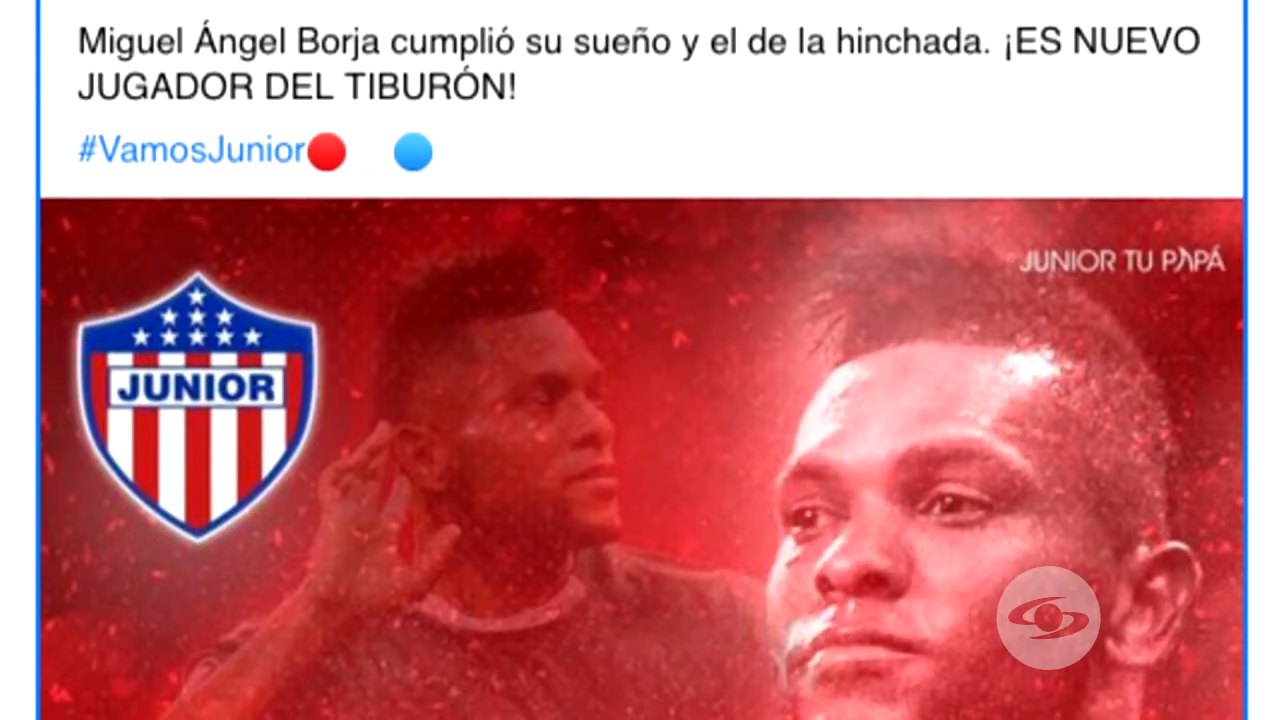 Miguel Ángel Borja cumplió su sueño y el de la hinchada. ¡ES NUEVO
JUGADOR DEL TIBURÓN!
#VamosJunior
JUNIOR TU PAPÁ
JUNIOR